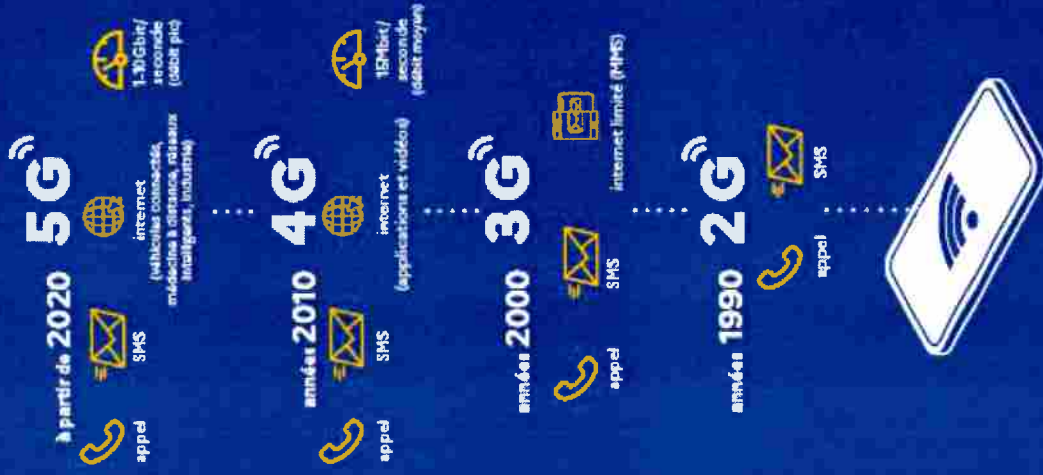 à partir de 2020 5G
appel
SMS
internet
(véhicules connectés,
médecine à distance, réseaux
intelligents, industrie)
1-10Gbit/
seconde
(débit pic)
années 2010 4G
appel
SMS
internet
(applications et vidéos)
15Mbit/
seconde
(débit moyen)
années 2000 3G
appel
SMS
internet limité (MMS)
années 1990 2G
appel
SMS